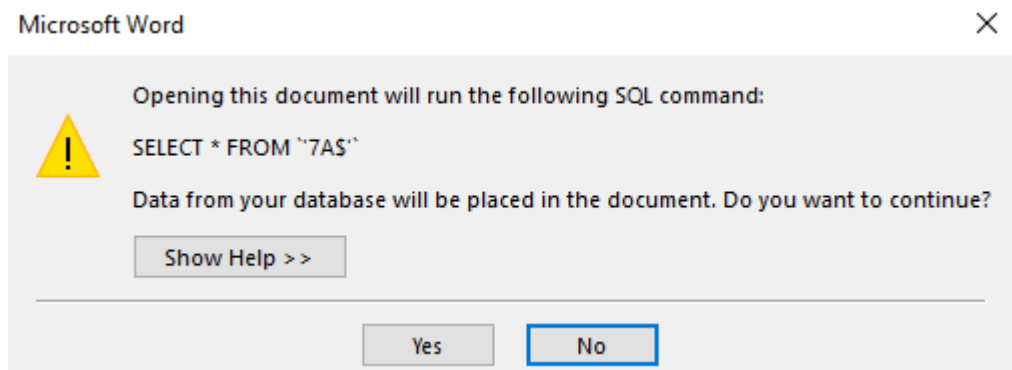 Microsoft Word
Opening this document will run the following SQL command:
SELECT * FROM `'7A$'`
Data from your database will be placed in the document. Do you want to continue?
Show Help >>
Yes
No